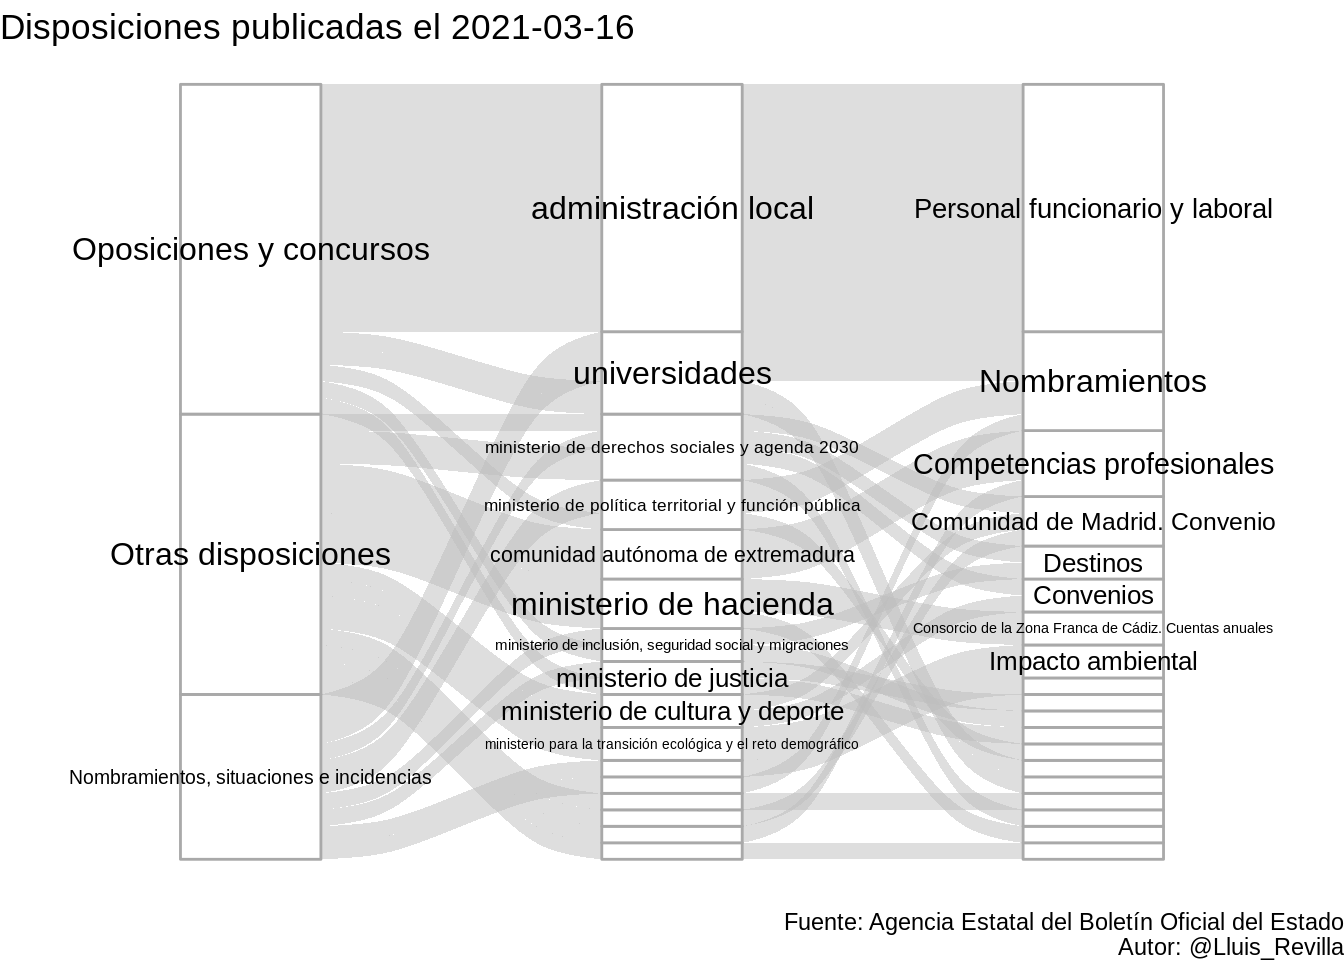 Disposiciones publicadas el 2021-03-16
Oposiciones y concursos
Otras disposiciones
Nombramientos, situaciones e incidencias
administración local
universidades
ministerio de derechos sociales y agenda 2030
ministerio de política territorial y función pública
comunidad autónoma de extremadura
ministerio de hacienda
ministerio de inclusión, seguridad social y migraciones
ministerio de justicia
ministerio de cultura y deporte
ministerio para la transición ecológica y el reto demográfico
Personal funcionario y laboral
Nombramientos
Competencias profesionales
Comunidad de Madrid. Convenio
Destinos
Convenios
Consorcio de la Zona Franca de Cádiz. Cuentas anuales
Impacto ambiental
Fuente: Agencia Estatal del Boletín Oficial del Estado
Autor: @Lluis_Revilla